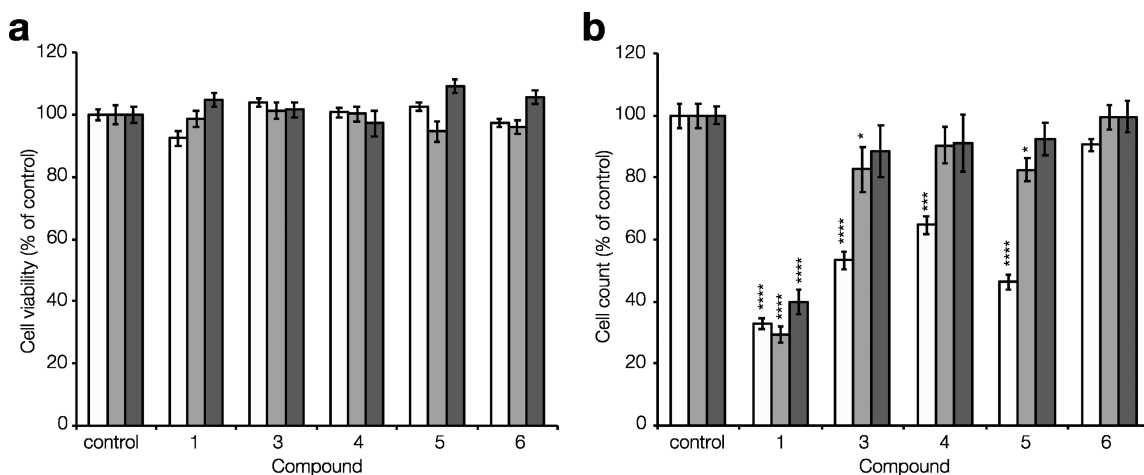 a
Cell viability (% of control)
120
100
80
60
40
20
0
control 1 3 4 5 6
Compound
b
Cell count (% of control)
120
100
80
60
40
20
0
**** **** ****
**** *
***
**** *
control 1 3 4 5 6
Compound